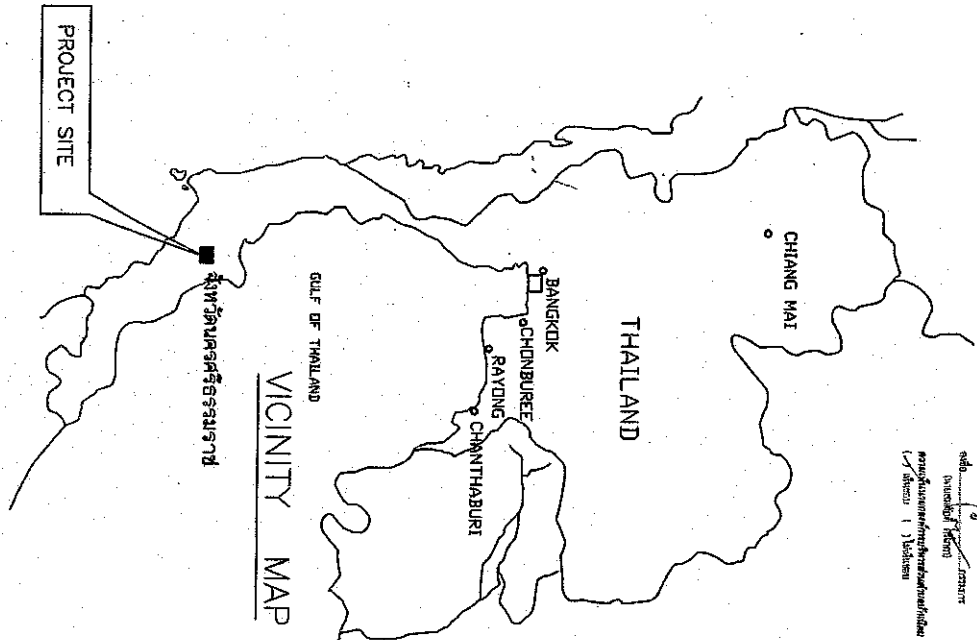 CHIANG MAI
THAILAND
BANGKOK
CHONBUREE
RAYONG
CHANTHABURI
GULF OF THAILAND
จังหวัดนครศรีธรรมราช
PROJECT SITE
VICINITY MAP